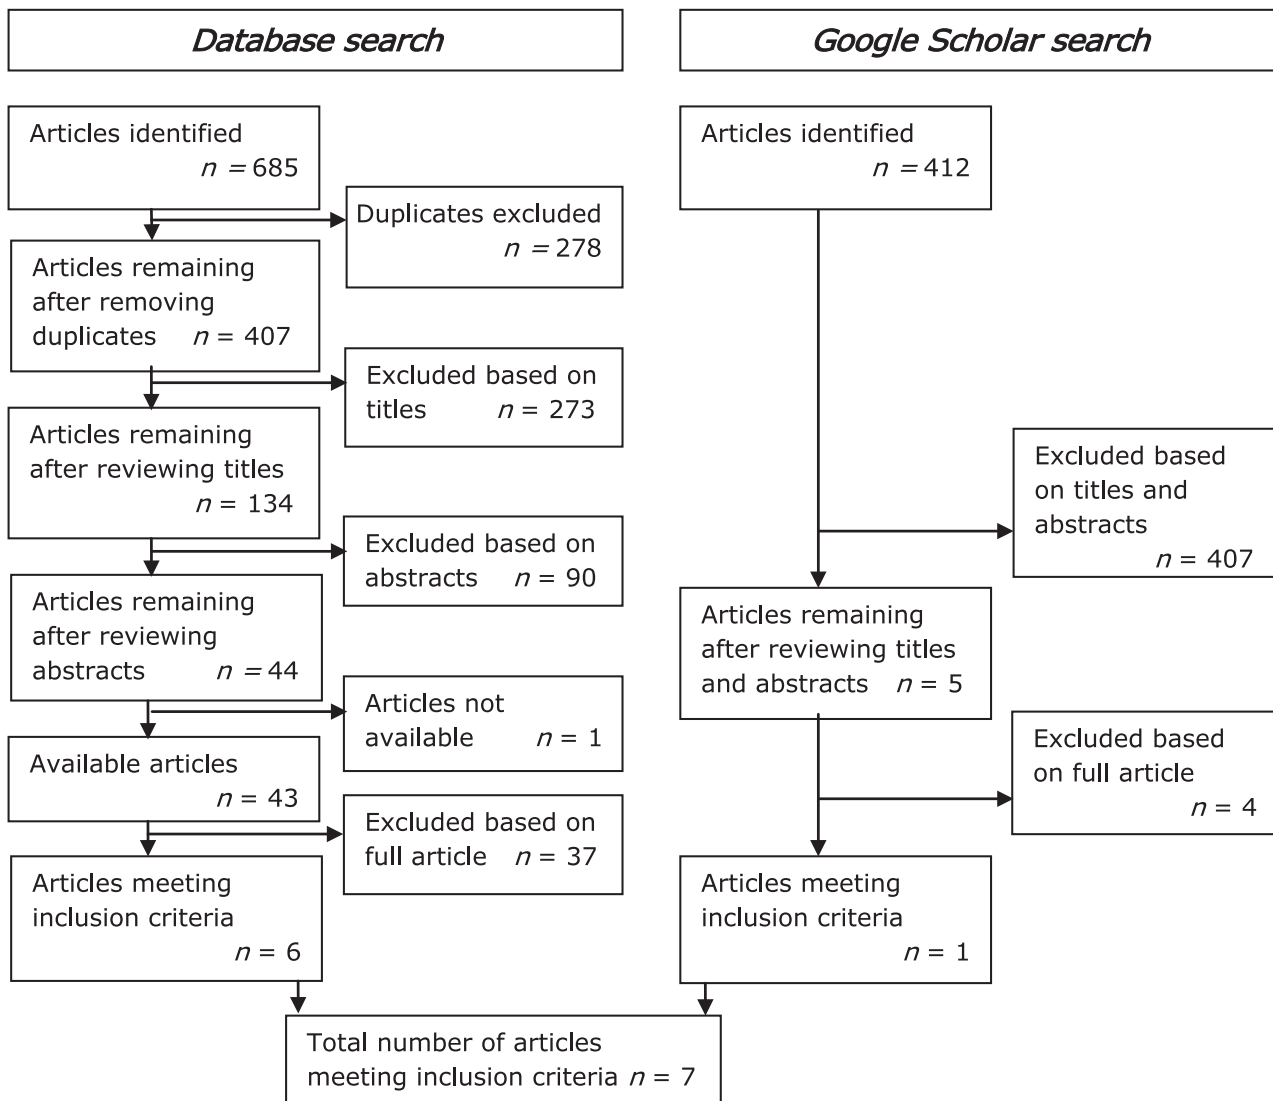 Database search
Articles identified
n = 685
Duplicates excluded
n = 278
Articles remaining
after removing
duplicates n = 407
Excluded based on
titles n = 273
Articles remaining
after reviewing titles
n = 134
Excluded based on
abstracts n = 90
Articles remaining
after reviewing
abstracts n = 44
Articles not
available n = 1
Available articles
n = 43
Excluded based on
full article n = 37
Articles meeting
inclusion criteria
n = 6
Google Scholar search
Articles identified
n = 412
Excluded based
on titles and
abstracts
n = 407
Articles remaining
after reviewing titles
and abstracts n = 5
Excluded based
on full article
n = 4
Articles meeting
inclusion criteria
n = 1
Total number of articles
meeting inclusion criteria n = 7